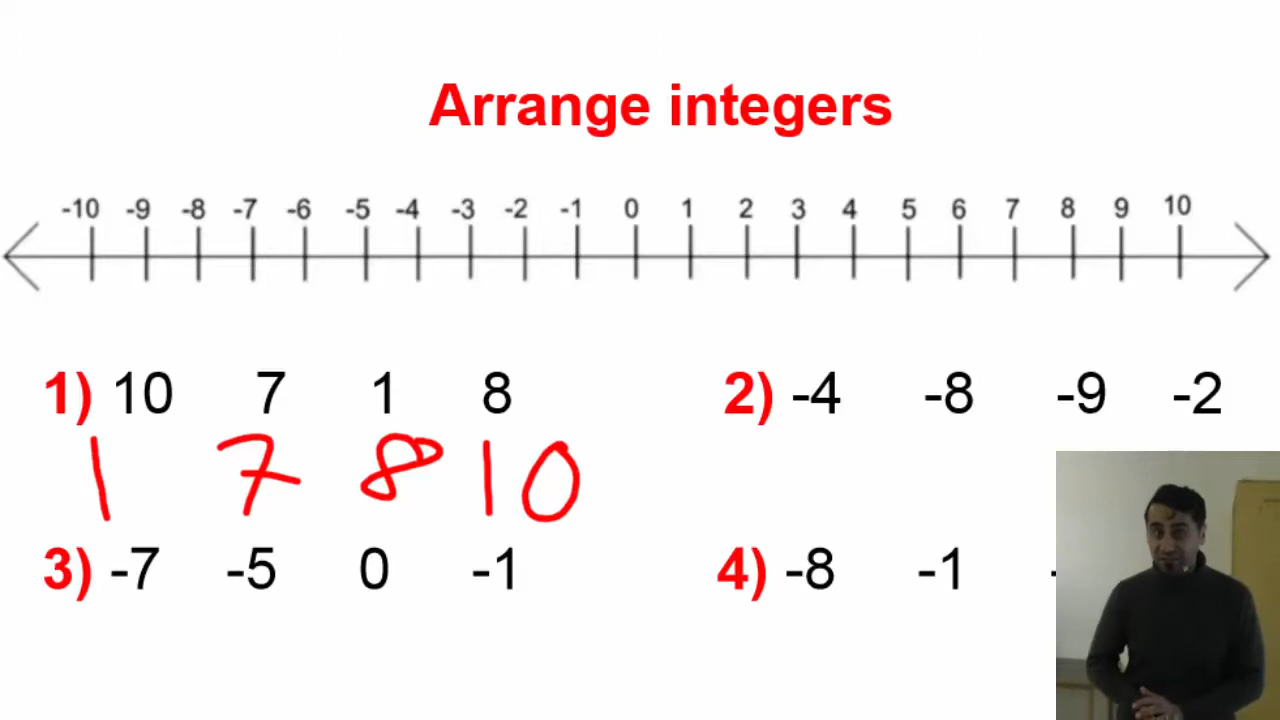 Arrange integers
-10 -9 -8 -7 -6 -5 -4 -3 -2 -1 0 1 2 3 4 5 6 7 8 9 10
1) 10 7 1 8
2) -4 -8 -9 -2
1 7 8 10
3) -7 -5 0 -1
4) -8 -1